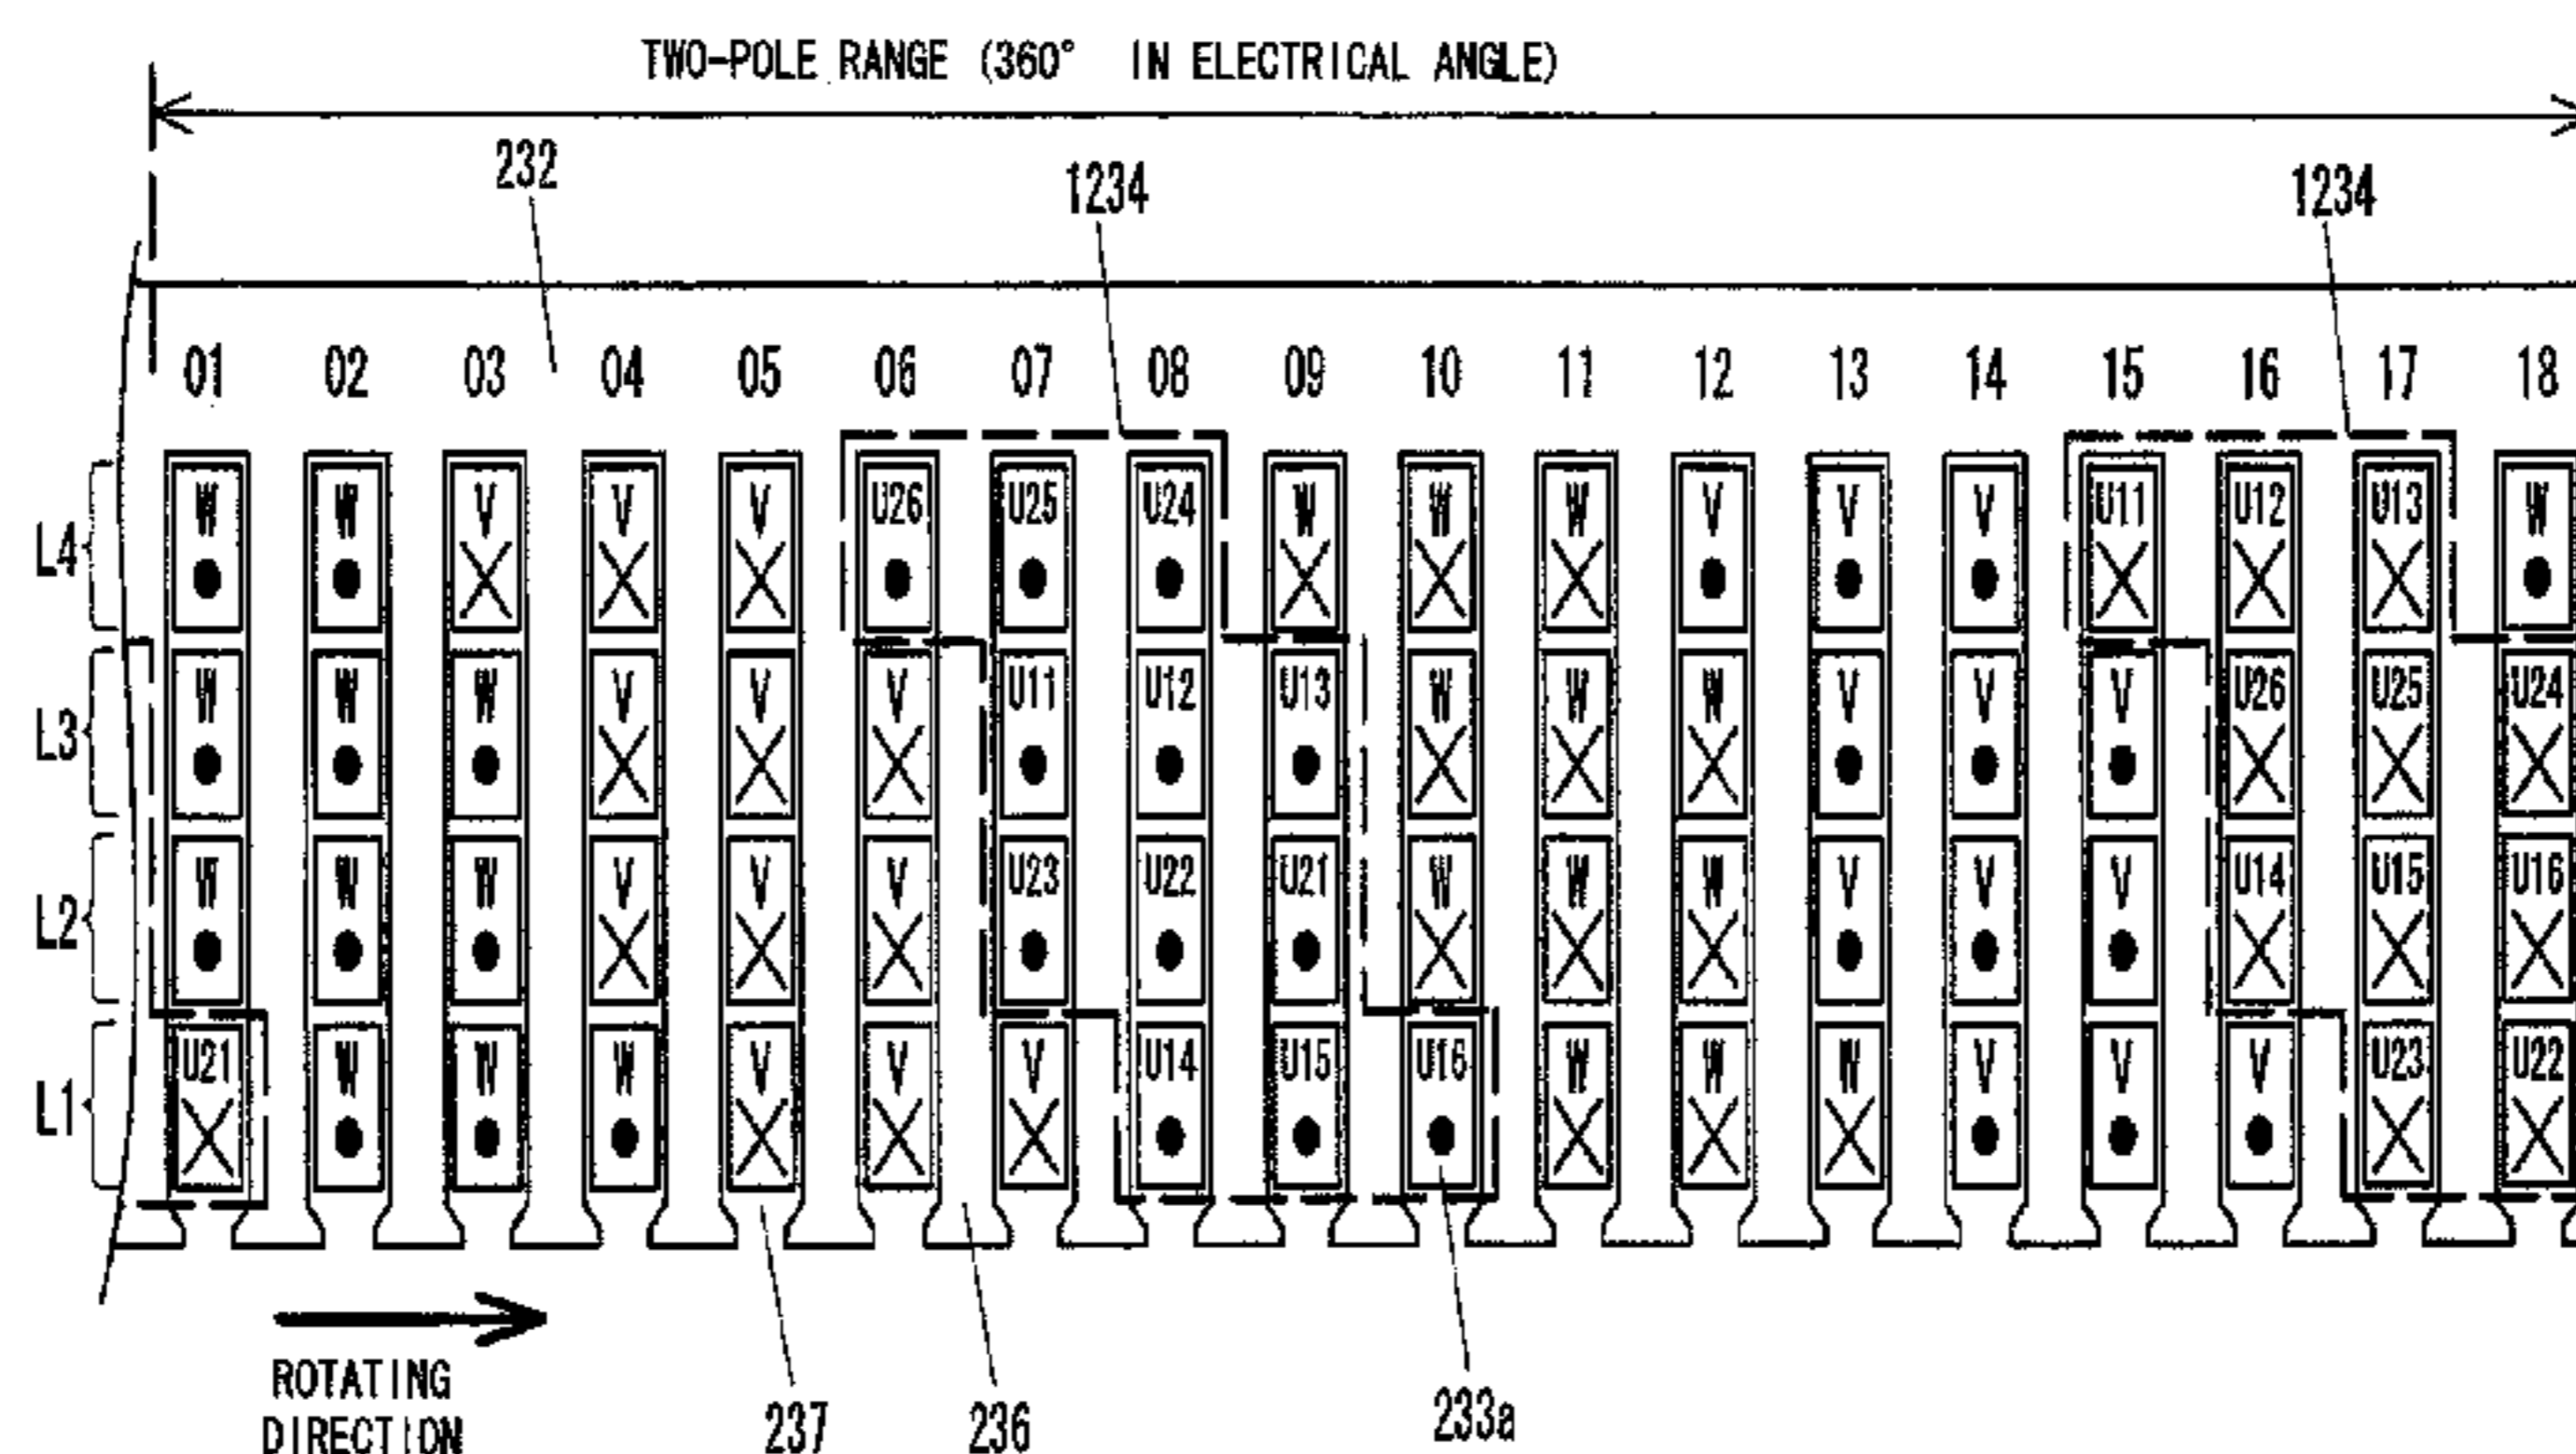 TWO-POLE RANGE (360° IN ELECTRICAL ANGLE)
232 1234 1234
01 02 03 04 05 06 07 08 09 10 11 12 13 14 15 16 17 18
L4 W W V V V U26 U25 U24 W W W V V V U11 U12 U13 W
L3 W W W V V V U11 U12 U13 W W W V V V U26 U25 U24
L2 W W W V V V U23 U22 U21 W W W V V V U14 U15 U16
L1 U21 W W W V V V U14 U15 U16 W W W V V V U23 U22
ROTATING
DIRECTION
237 236 233a